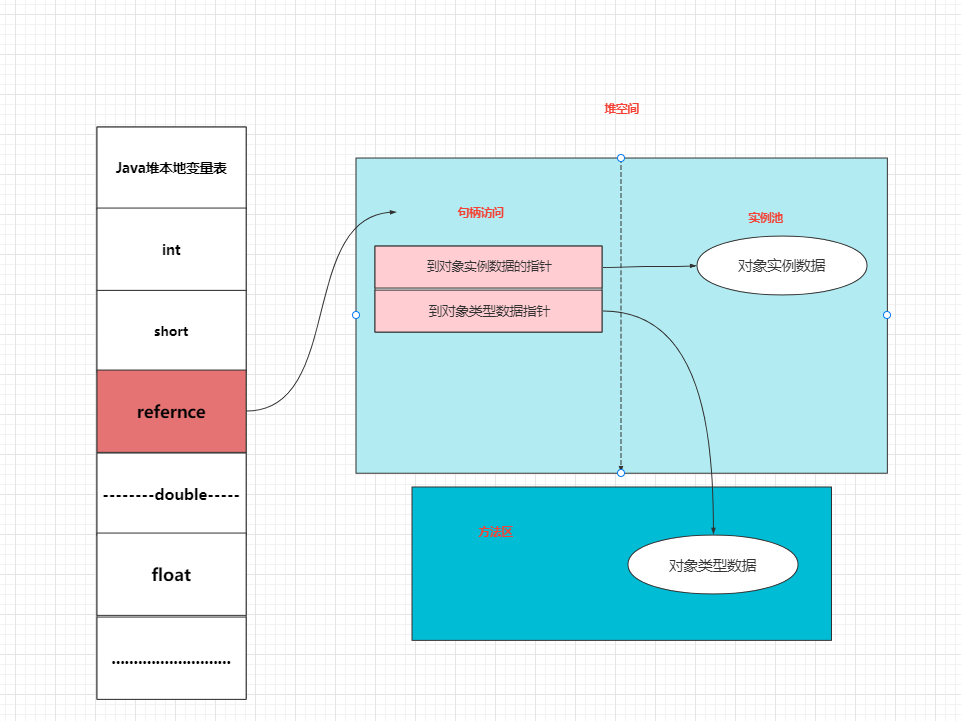 堆空间
Java堆本地变量表
int
short
refernce
--------double-----
float
...........................
句柄访问
到对象实例数据的指针
到对象类型数据指针
实例池
对象实例数据
方法区
对象类型数据